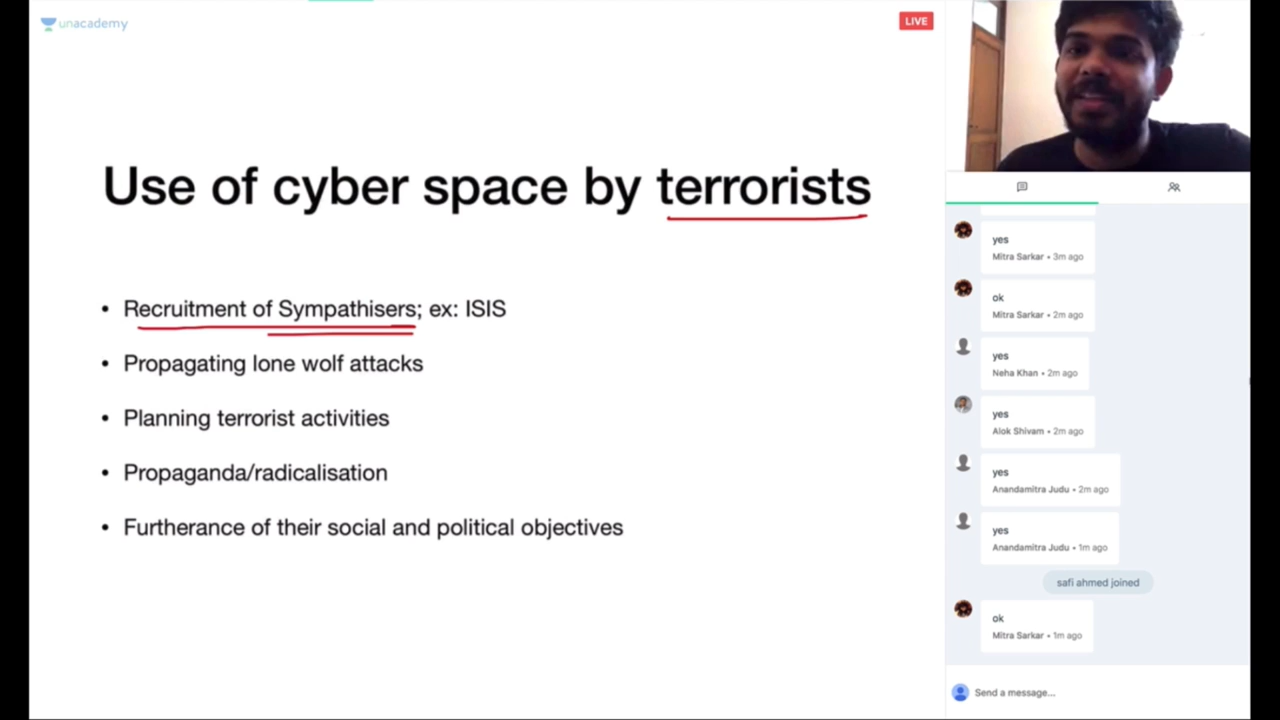 unacademy
LIVE
Use of cyber space by terrorists
• Recruitment of Sympathisers; ex: ISIS
• Propagating lone wolf attacks
• Planning terrorist activities
• Propaganda/radicalisation
• Furtherance of their social and political objectives
yes
Mitra Sarkar • 3m ago
ok
Mitra Sarkar • 2m ago
yes
Neha Khan • 2m ago
yes
Alok Shivam • 2m ago
yes
Anandamitra Judu • 2m ago
yes
Anandamitra Judu • 1m ago
safi ahmed joined
ok
Mitra Sarkar • 1m ago
Send a message...